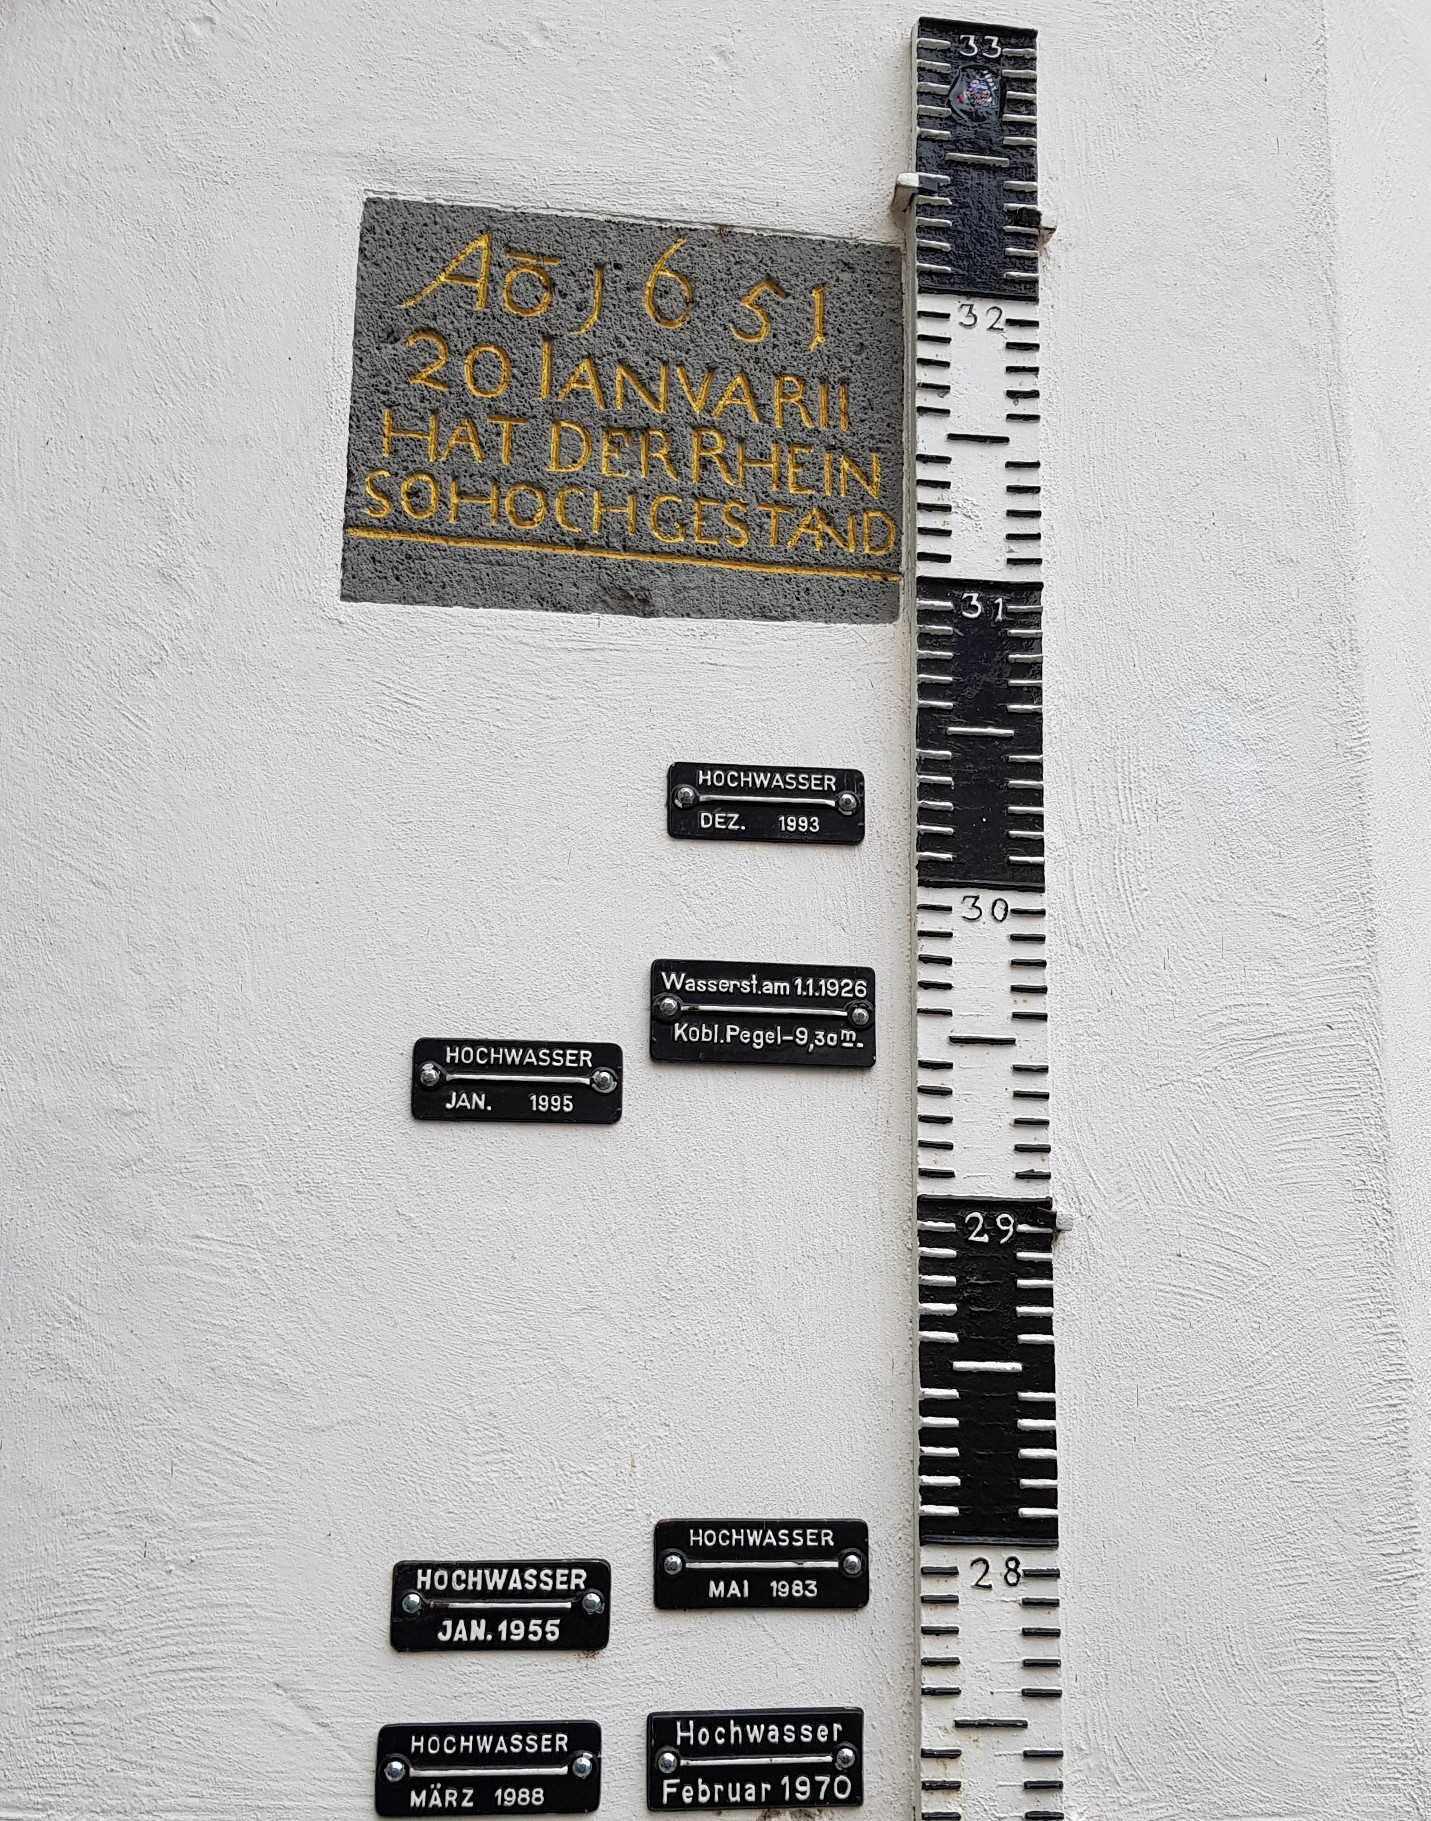 Aō 1651
20 IANVARII
HAT DER RHEIN
SO HOCH GESTAND
HOCHWASSER
DEZ. 1993
Wasserst.am 1.1.1926
Kobl.Pegel-9,30m.
HOCHWASSER
JAN. 1995
HOCHWASSER
MAI 1983
HOCHWASSER
JAN.1955
Hochwasser
Februar 1970
HOCHWASSER
MÄRZ 1988
33
32
31
30
29
28